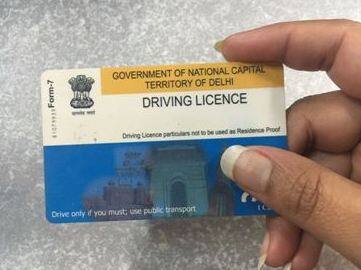 Form-7
GOVERNMENT OF NATIONAL CAPITAL
TERRITORY OF DELHI
DRIVING LICENCE
Driving Licence particulars not to be used as Residence Proof
Drive only if you must; use public transport